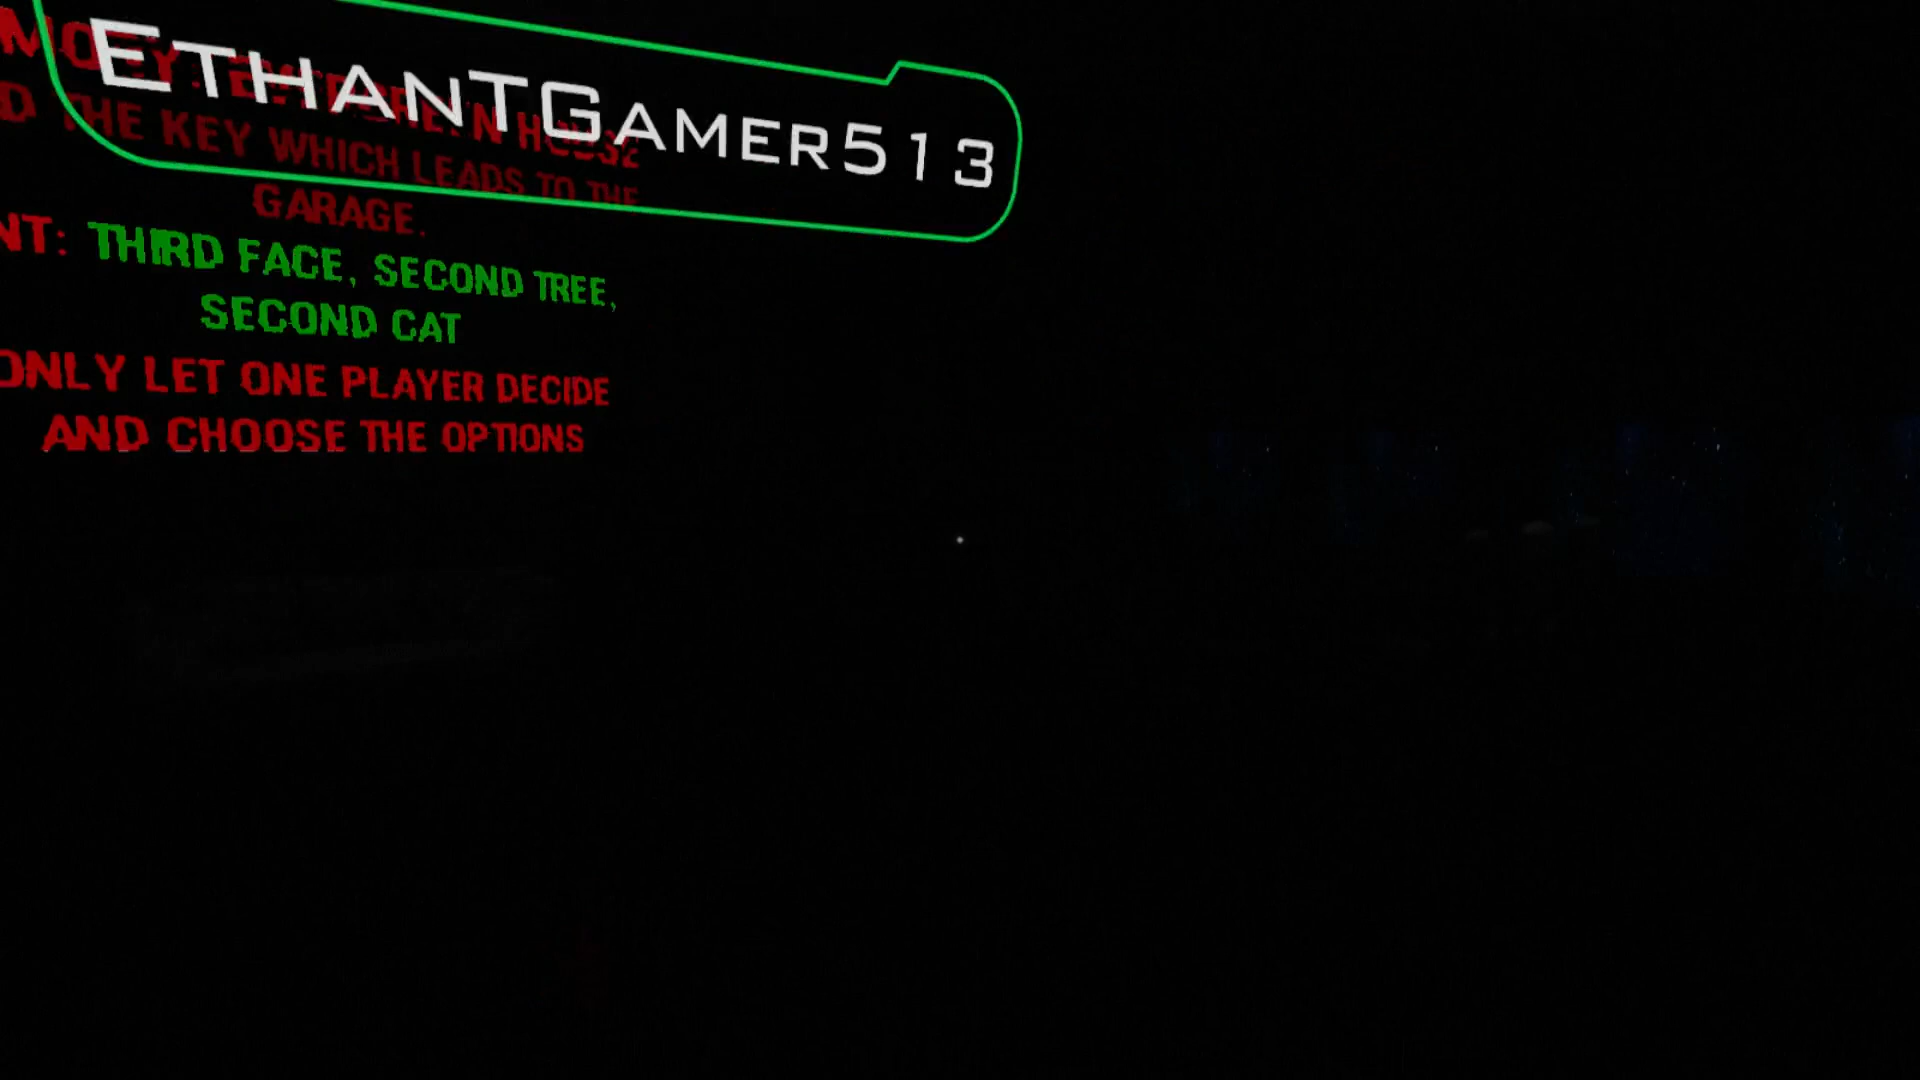 EthanTGamer513
THE KEY WHICH LEADS TO THE
GARAGE.
NT: THIRD FACE, SECOND TREE,
SECOND CAT
ONLY LET ONE PLAYER DECIDE
AND CHOOSE THE OPTIONS